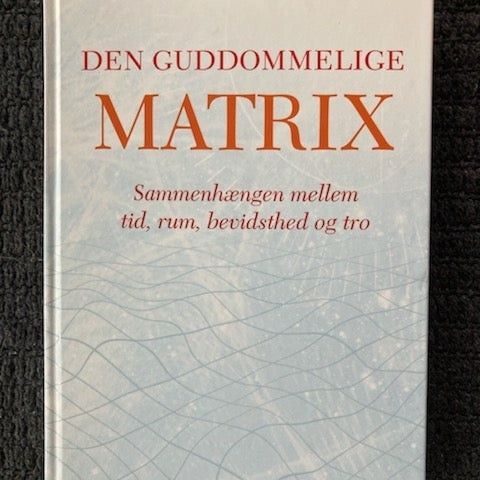 DEN GUDDOMMELIGE
MATRIX
Sammenhængen mellem
tid, rum, bevidsthed og tro